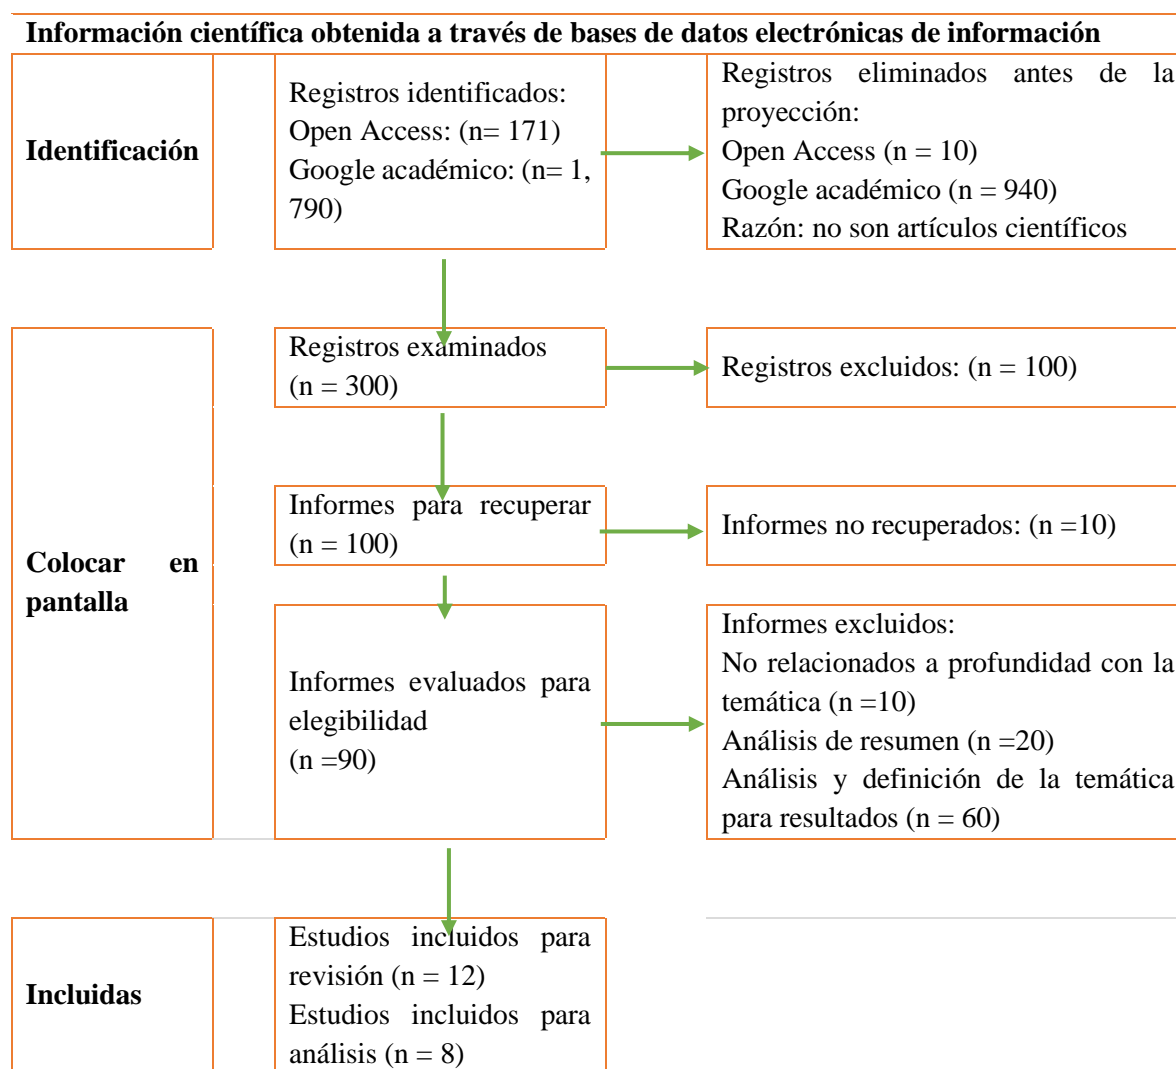 Información científica obtenida a través de bases de datos electrónicas de información
Identificación
Registros identificados:
Open Access: (n= 171)
Google académico: (n= 1,
790)
Registros eliminados antes de la
proyección:
Open Access (n = 10)
Google académico (n = 940)
Razón: no son artículos científicos
Colocar en
pantalla
Registros examinados
(n = 300)
Registros excluidos: (n = 100)
Informes para recuperar
(n = 100)
Informes no recuperados: (n =10)
Informes evaluados para
elegibilidad
(n =90)
Informes excluidos:
No relacionados a profundidad con la
temática (n =10)
Análisis de resumen (n =20)
Análisis y definición de la temática
para resultados (n = 60)
Incluidas
Estudios incluidos para
revisión (n = 12)
Estudios incluidos para
análisis (n = 8)